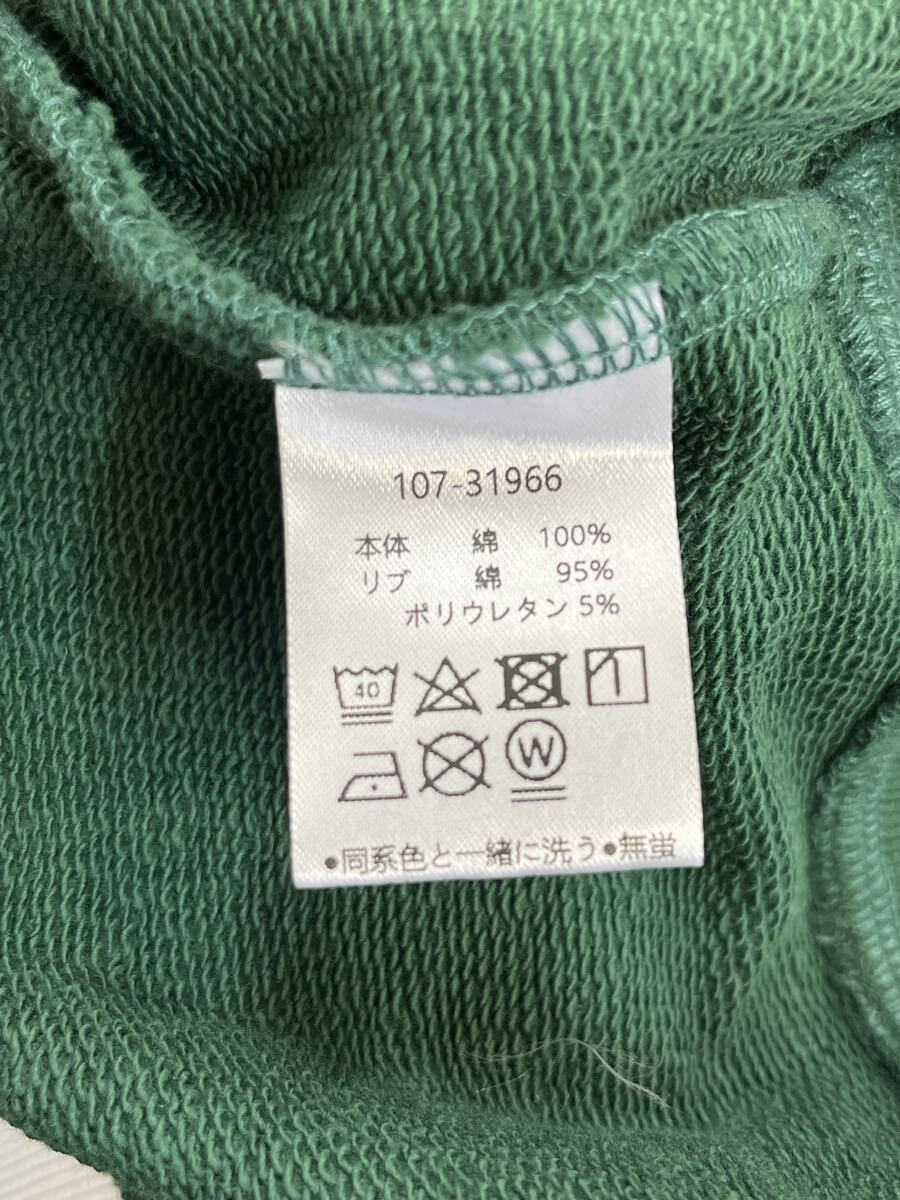 107-31966
本体 綿 100%
リブ 綿 95%
ポリウレタン 5%
40
W
•同系色と一緒に洗う•無蛍